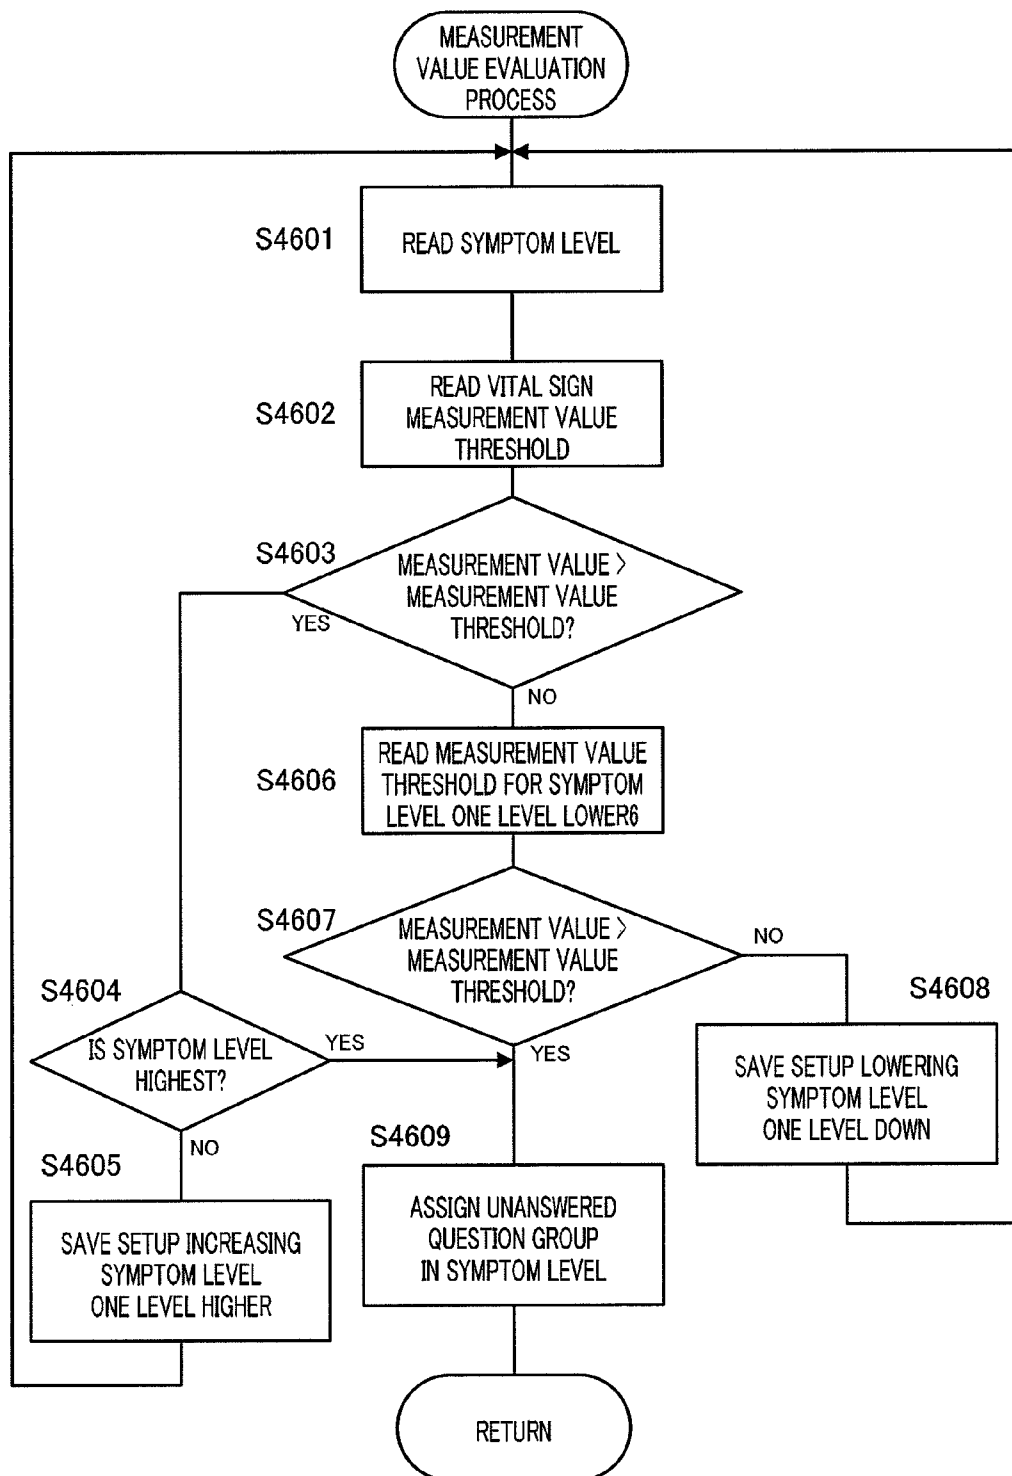 MEASUREMENT
VALUE EVALUATION
PROCESS
S4601
READ SYMPTOM LEVEL
S4602
READ VITAL SIGN
MEASUREMENT VALUE
THRESHOLD
S4603
MEASUREMENT VALUE >
MEASUREMENT VALUE
THRESHOLD?
YES
NO
S4606
READ MEASUREMENT VALUE
THRESHOLD FOR SYMPTOM
LEVEL ONE LEVEL LOWER6
S4607
MEASUREMENT VALUE >
MEASUREMENT VALUE
THRESHOLD?
NO
YES
S4604
IS SYMPTOM LEVEL
HIGHEST?
YES
NO
S4608
SAVE SETUP LOWERING
SYMPTOM LEVEL
ONE LEVEL DOWN
S4605
SAVE SETUP INCREASING
SYMPTOM LEVEL
ONE LEVEL HIGHER
S4609
ASSIGN UNANSWERED
QUESTION GROUP
IN SYMPTOM LEVEL
RETURN